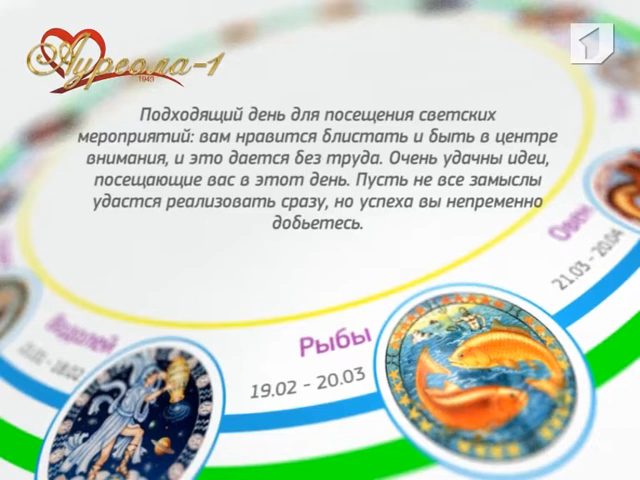 Ауреола-1
1943
1
Подходящий день для посещения светских
мероприятий: вам нравится блистать и быть в центре
внимания, и это дается без труда. Очень удачны идеи,
посещающие вас в этот день. Пусть не все замыслы
удастся реализовать сразу, но успеха вы непременно
добьетесь.
Овен
21.03 - 20.04
Рыбы
19.02 - 20.03
Водолей